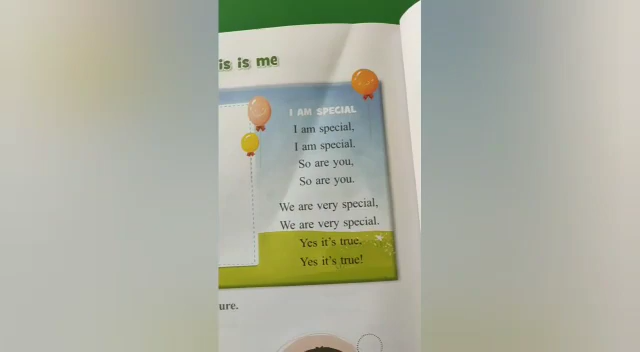 is is me
I AM SPECIAL
I am special,
I am special.
So are you,
So are you.
We are very special,
We are very special.
Yes it's true,
Yes it's true!
ure.